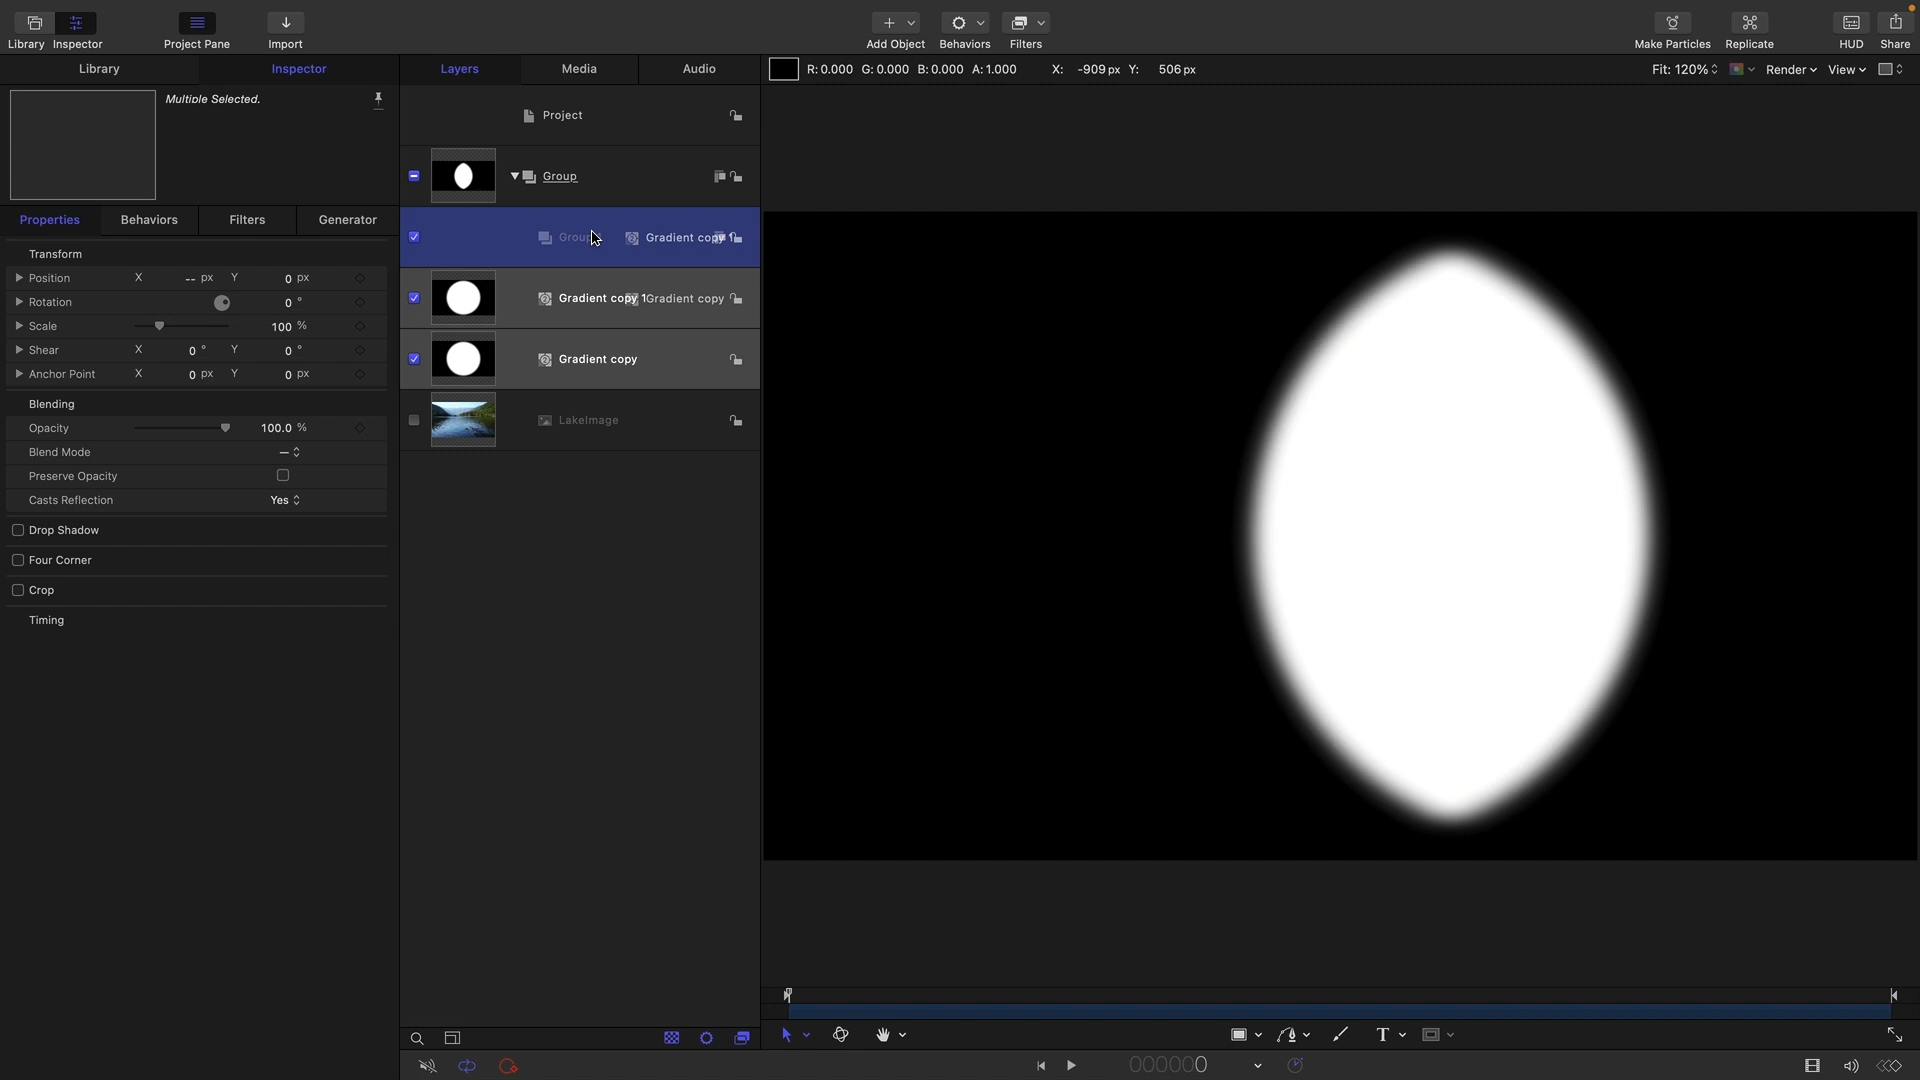 Library Inspector Project Pane Import Add Object Behaviors Filters Make Particles Replicate HUD Share
Library Inspector Layers Media Audio R: 0.000 G: 0.000 B: 0.000 A: 1.000 X: -909 px Y: 506 px Fit: 120% Render View
Multiple Selected.
Project
Group
Properties Behaviors Filters Generator
Group Gradient copy 1
Transform
Position X -- px Y 0 px
Rotation 0 °
Gradient copy 1 Gradient copy
Scale 100 %
Shear X 0 ° Y 0 °
Gradient copy
Anchor Point X 0 px Y 0 px
Blending
LakeImage
Opacity 100.0 %
Blend Mode —
Preserve Opacity
Casts Reflection Yes
Drop Shadow
Four Corner
Crop
Timing
T
000000